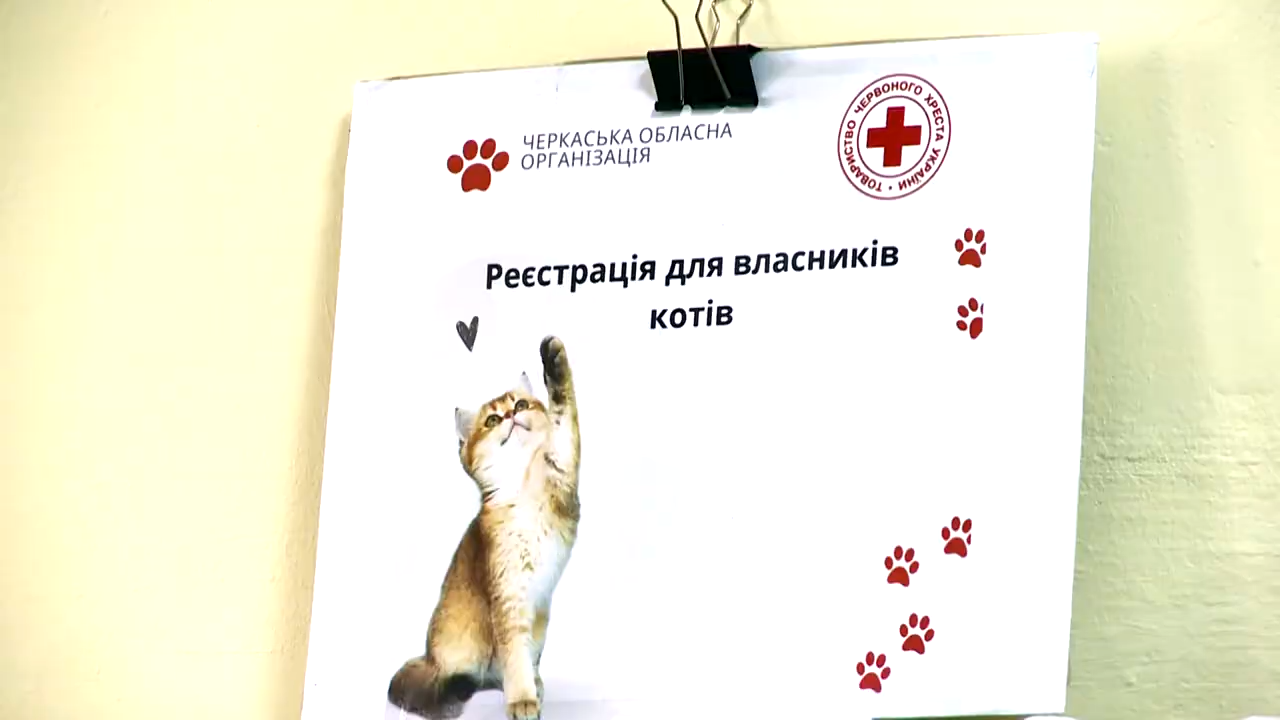 ЧЕРКАСЬКА ОБЛАСНА
ОРГАНІЗАЦІЯ
ТОВАРИСТВО ЧЕРВОНОГО ХРЕСТА УКРАЇНИ •
Реєстрація для власників
котів